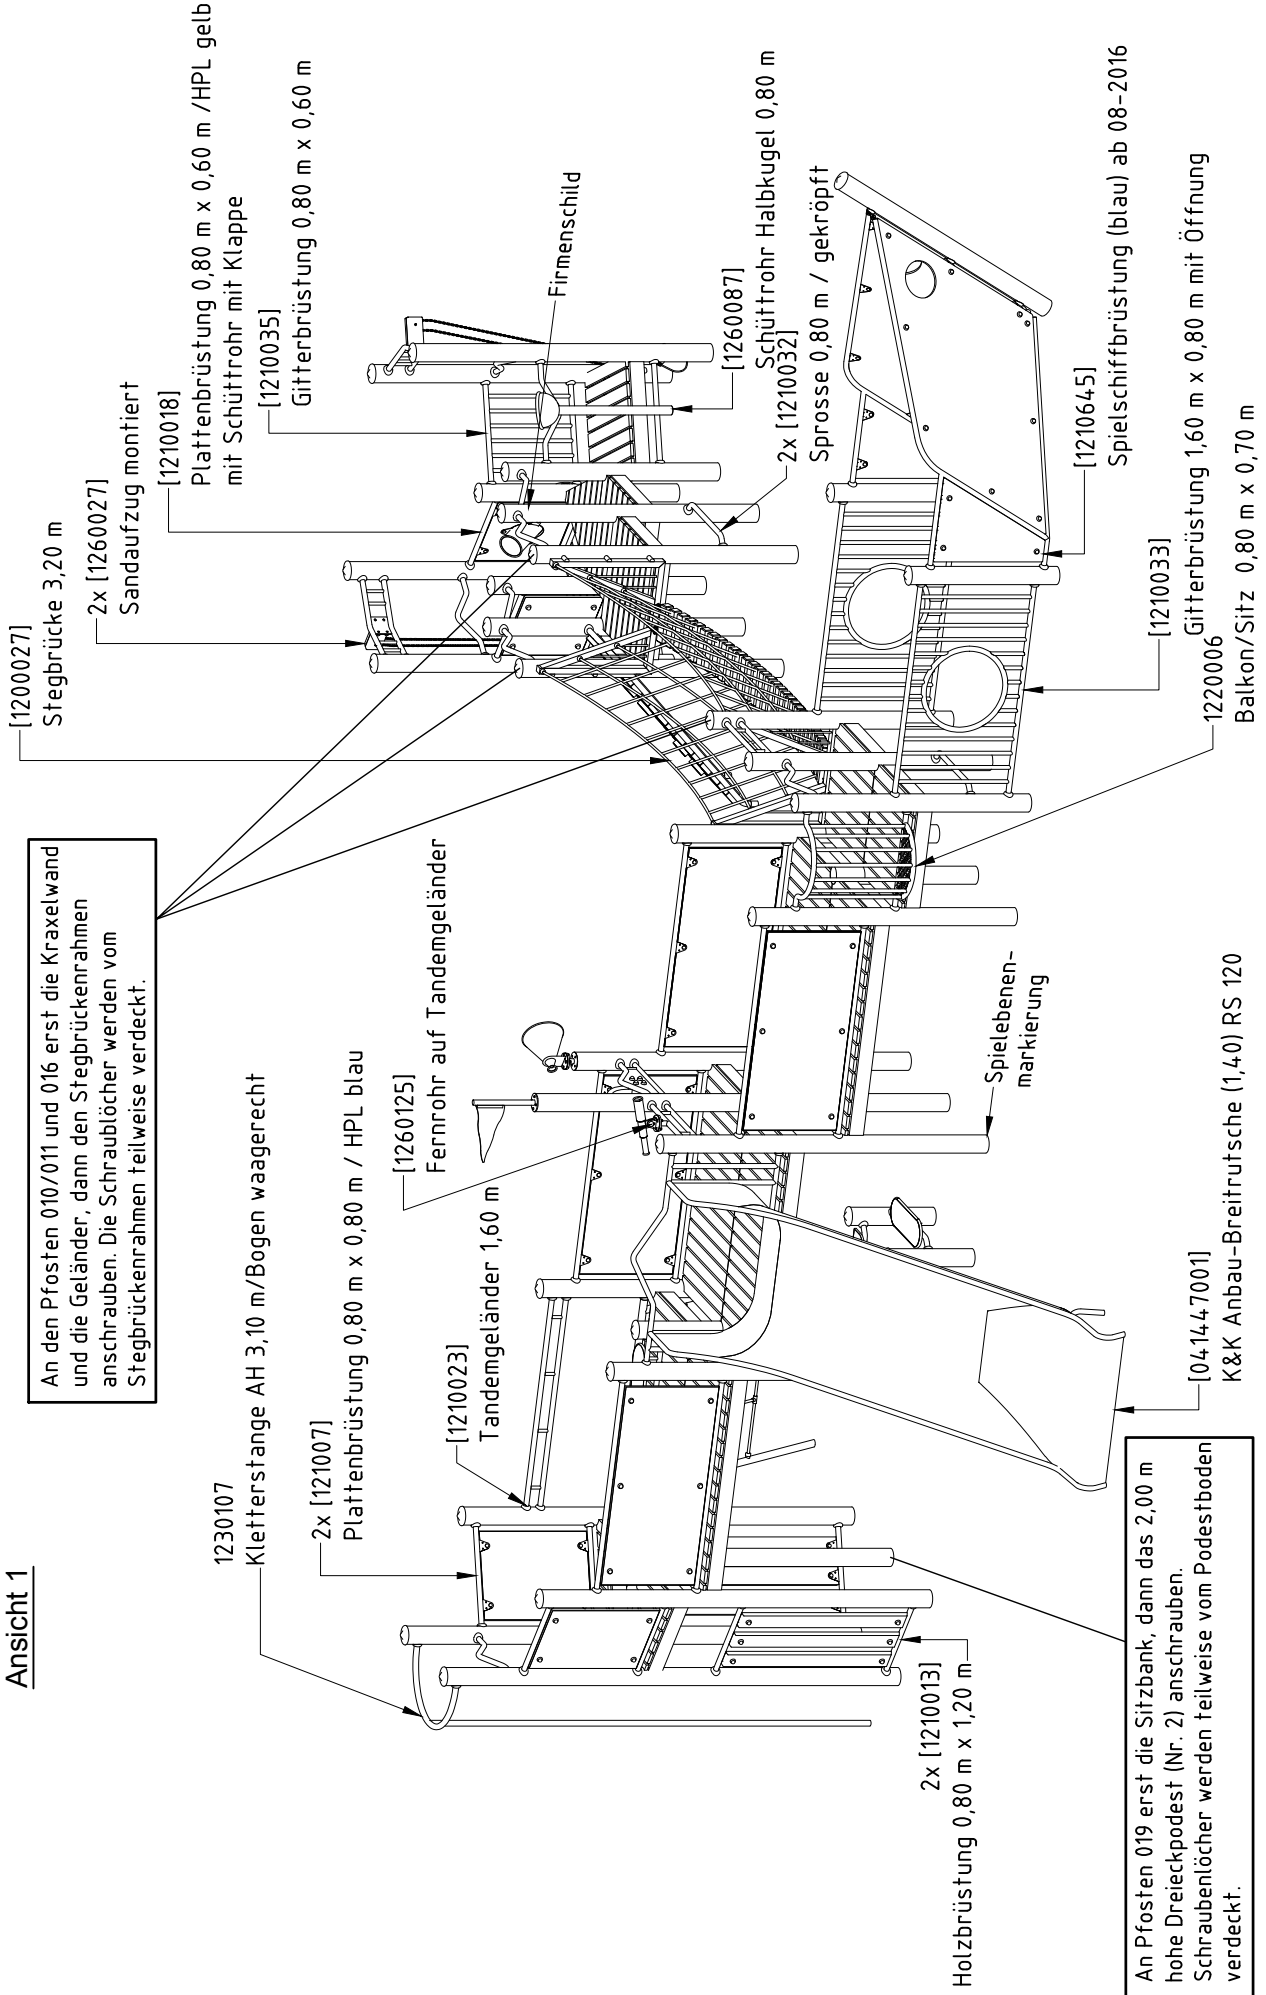 Ansicht 1
An den Pfosten 010/011 und 016 erst die Kraxelwand
und die Geländer, dann den Stegbrückenrahmen
anschrauben. Die Schraublöcher werden vom
Stegbrückenrahmen teilweise verdeckt.
[1200027]
Stegbrücke 3,20 m
2x [1260027]
Sandaufzug montiert
[1210018]
Plattenbrüstung 0,80 m x 0,60 m /HPL gelb
mit Schüttrohr mit Klappe
[1210035]
Gitterbrüstung 0,80 m x 0,60 m
Firmenschild
1230107
Kletterstange AH 3,10 m/Bogen waagerecht
2x [121007]
Plattenbrüstung 0,80 m x 0,80 m / HPL blau
[1260125]
Fernrohr auf Tandemgeländer
[1210023]
Tandemgeländer 1,60 m
[1260087]
Schüttrohr Halbkugel 0,80 m
2x [1210032]
Sprosse 0,80 m / gekröpft
[1210645]
Spielschiffbrüstung (blau) ab 08-2016
[1210033]
Gitterbrüstung 1,60 m x 0,80 m mit Öffnung
1220006
Balkon/Sitz 0,80 m x 0,70 m
Spielebenen-
markierung
[041447001]
K&K Anbau-Breitrutsche (1,40) RS 120
2x [1210013]
Holzbrüstung 0,80 m x 1,20 m
An Pfosten 019 erst die Sitzbank, dann das 2,00 m
hohe Dreieckpodest (Nr. 2) anschrauben.
Schraubenlöcher werden teilweise vom Podestboden
verdeckt.